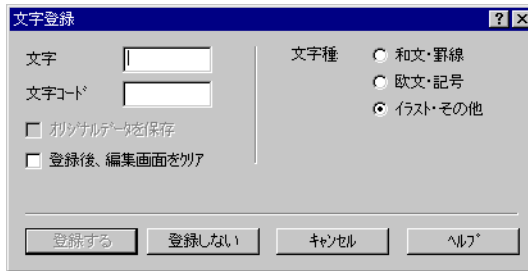 文字登録
文字
文字ｺｰﾄﾞ
ｵﾘｼﾞﾅﾙﾃﾞｰﾀを保存
登録後、編集画面をｸﾘｱ
文字種
和文・罫線
欧文・記号
ｲﾗｽﾄ・その他
登録する
登録しない
ｷｬﾝｾﾙ
ﾍﾙﾌﾟ